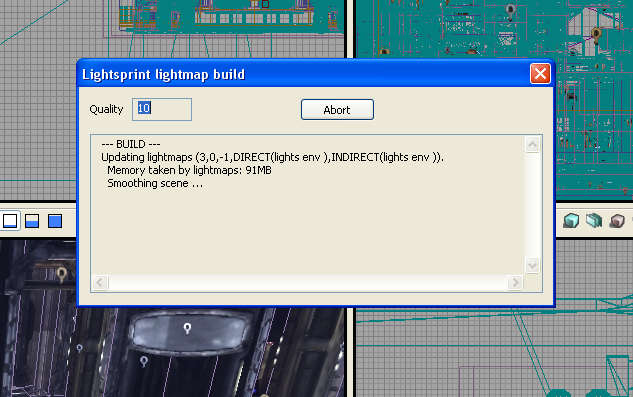 Lightsprint lightmap build
Quality 10 Abort
--- BUILD ---
Updating lightmaps (3,0,-1,DIRECT(lights env ),INDIRECT(lights env )).
Memory taken by lightmaps: 91MB
Smoothing scene ...